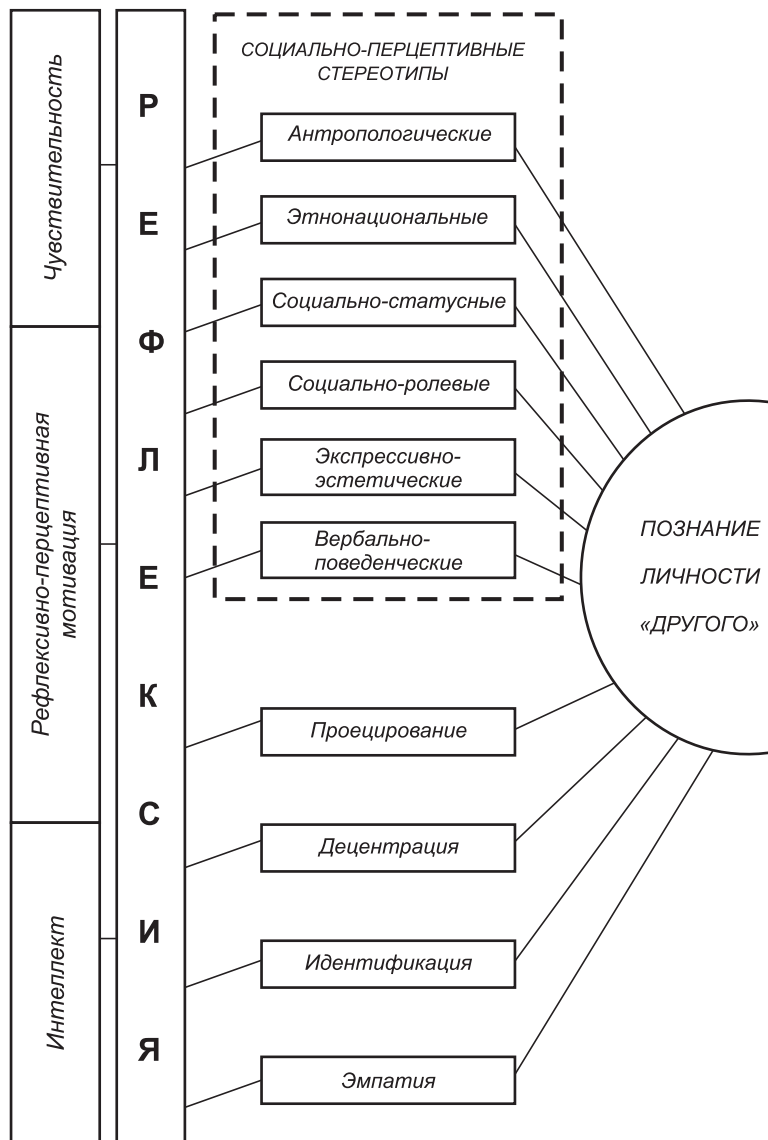 Чувствительность
Рефлексивно-перцептивная
мотивация
Интеллект
РЕФЛЕКСИЯ
СОЦИАЛЬНО-ПЕРЦЕПТИВНЫЕ
СТЕРЕОТИПЫ
Антропологические
Этнонациональные
Социально-статусные
Социально-ролевые
Экспрессивно-
эстетические
Вербально-
поведенческие
Проецирование
Децентрация
Идентификация
Эмпатия
ПОЗНАНИЕ
ЛИЧНОСТИ
«ДРУГОГО»